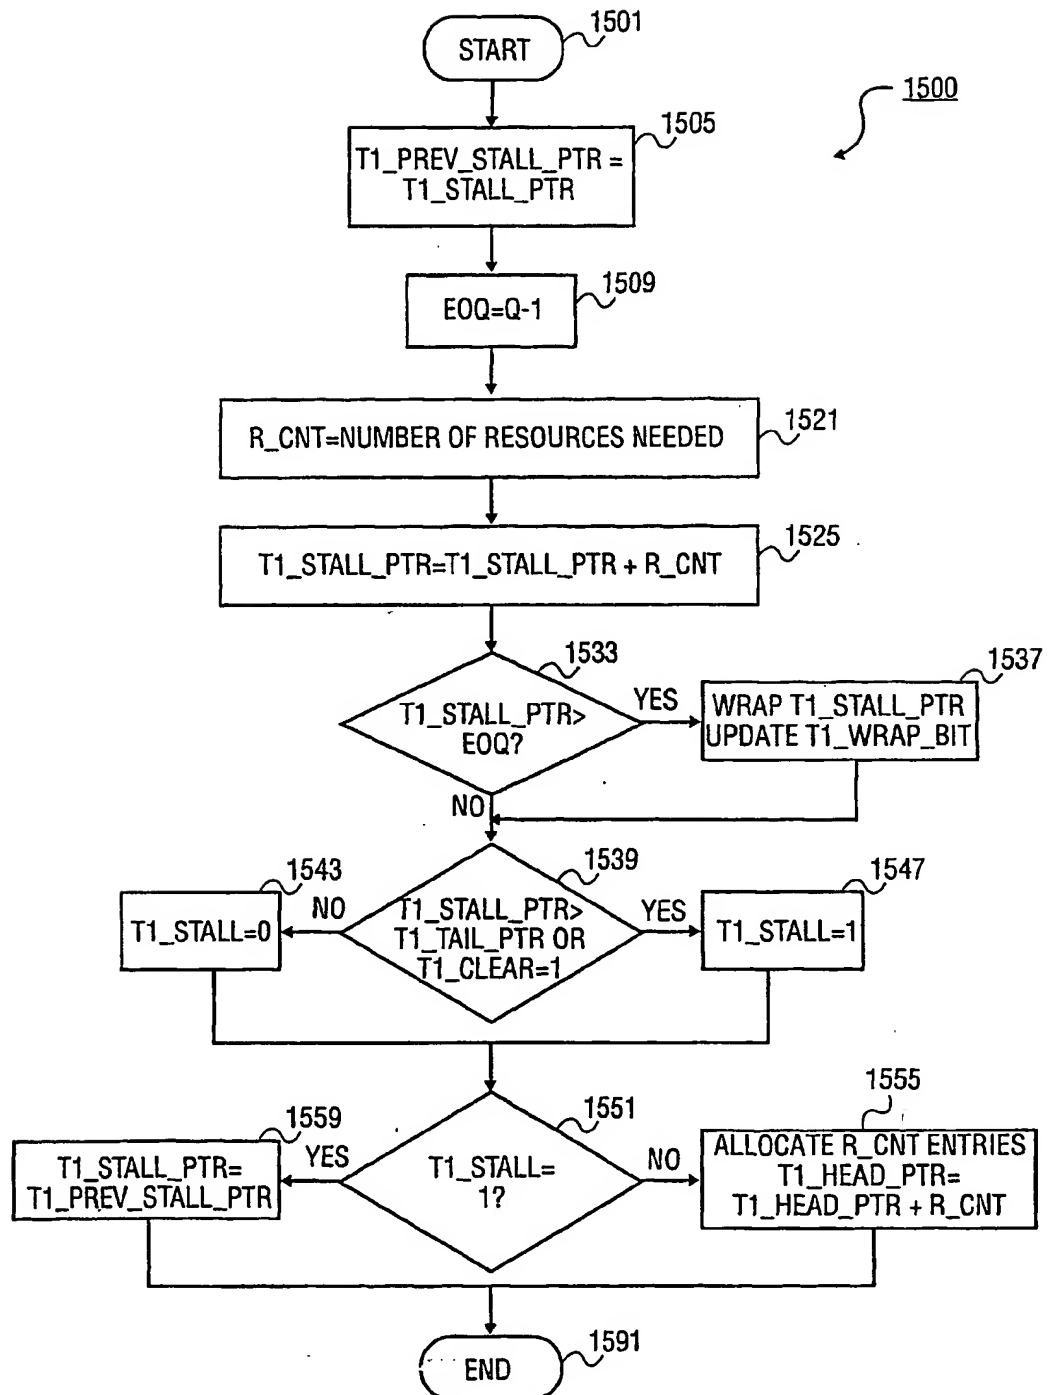 START
1501
1500
T1_PREV_STALL_PTR =
T1_STALL_PTR
1505
EOQ=Q-1
1509
R_CNT=NUMBER OF RESOURCES NEEDED
1521
T1_STALL_PTR=T1_STALL_PTR + R_CNT
1525
T1_STALL_PTR>
EOQ?
1533
YES
WRAP T1_STALL_PTR
UPDATE T1_WRAP_BIT
1537
NO
T1_STALL_PTR>
T1_TAIL_PTR OR
T1_CLEAR=1
1539
NO
T1_STALL=0
1543
YES
T1_STALL=1
1547
T1_STALL=
1?
1551
YES
T1_STALL_PTR=
T1_PREV_STALL_PTR
1559
NO
ALLOCATE R_CNT ENTRIES
T1_HEAD_PTR=
T1_HEAD_PTR + R_CNT
1555
END
1591